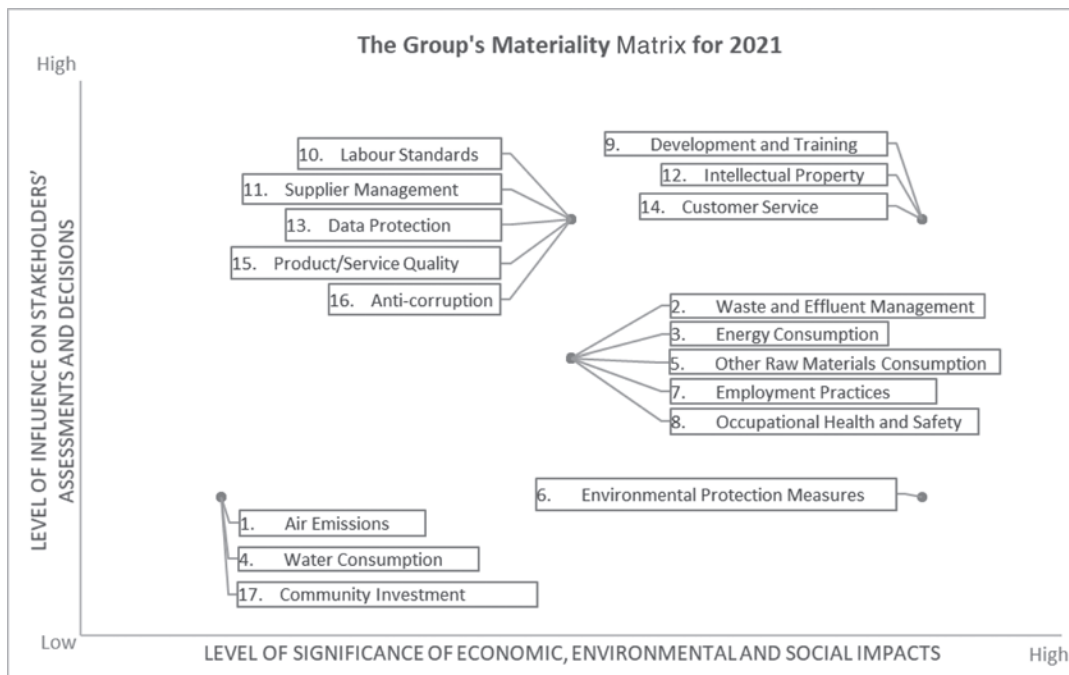 The Group's Materiality Matrix for 2021
High
LEVEL OF INFLUENCE ON STAKEHOLDERS'
ASSESSMENTS AND DECISIONS
10. Labour Standards
11. Supplier Management
13. Data Protection
15. Product/Service Quality
16. Anti-corruption
9. Development and Training
12. Intellectual Property
14. Customer Service
2. Waste and Effluent Management
3. Energy Consumption
5. Other Raw Materials Consumption
7. Employment Practices
8. Occupational Health and Safety
6. Environmental Protection Measures
1. Air Emissions
4. Water Consumption
17. Community Investment
Low
LEVEL OF SIGNIFICANCE OF ECONOMIC, ENVIRONMENTAL AND SOCIAL IMPACTS
High